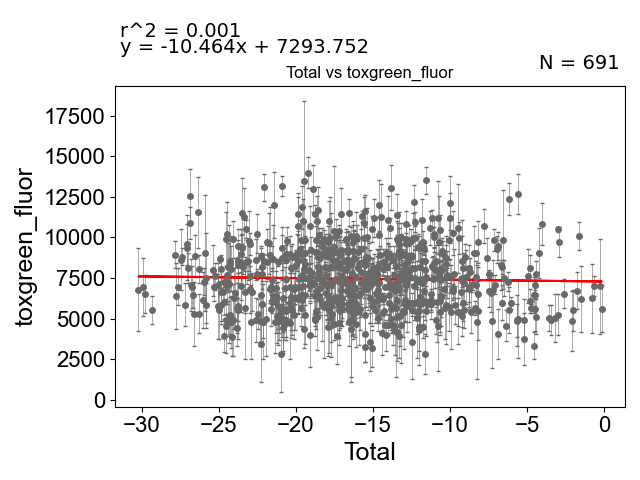 r^2 = 0.001
y = -10.464x + 7293.752
N = 691
Total vs toxgreen_fluor
17500
15000
12500
10000
7500
5000
2500
0
toxgreen_fluor
−30
−25
−20
−15
−10
−5
0
Total